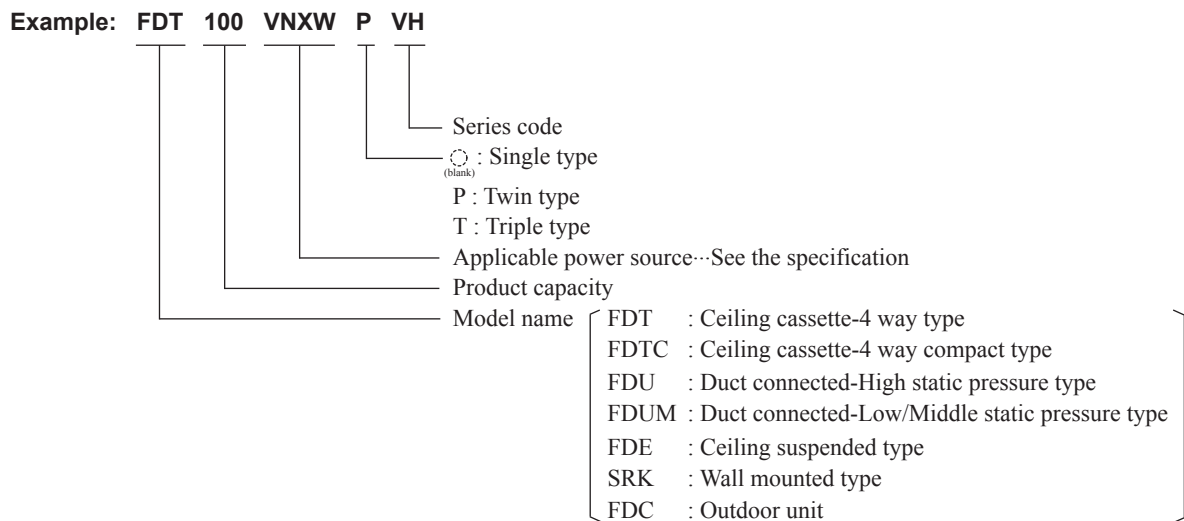 Example: FDT 100 VNXW P VH
Series code
◌ : Single type
(blank)
P : Twin type
T : Triple type
Applicable power source···See the specification
Product capacity
Model name
FDT : Ceiling cassette-4 way type
FDTC : Ceiling cassette-4 way compact type
FDU : Duct connected-High static pressure type
FDUM : Duct connected-Low/Middle static pressure type
FDE : Ceiling suspended type
SRK : Wall mounted type
FDC : Outdoor unit